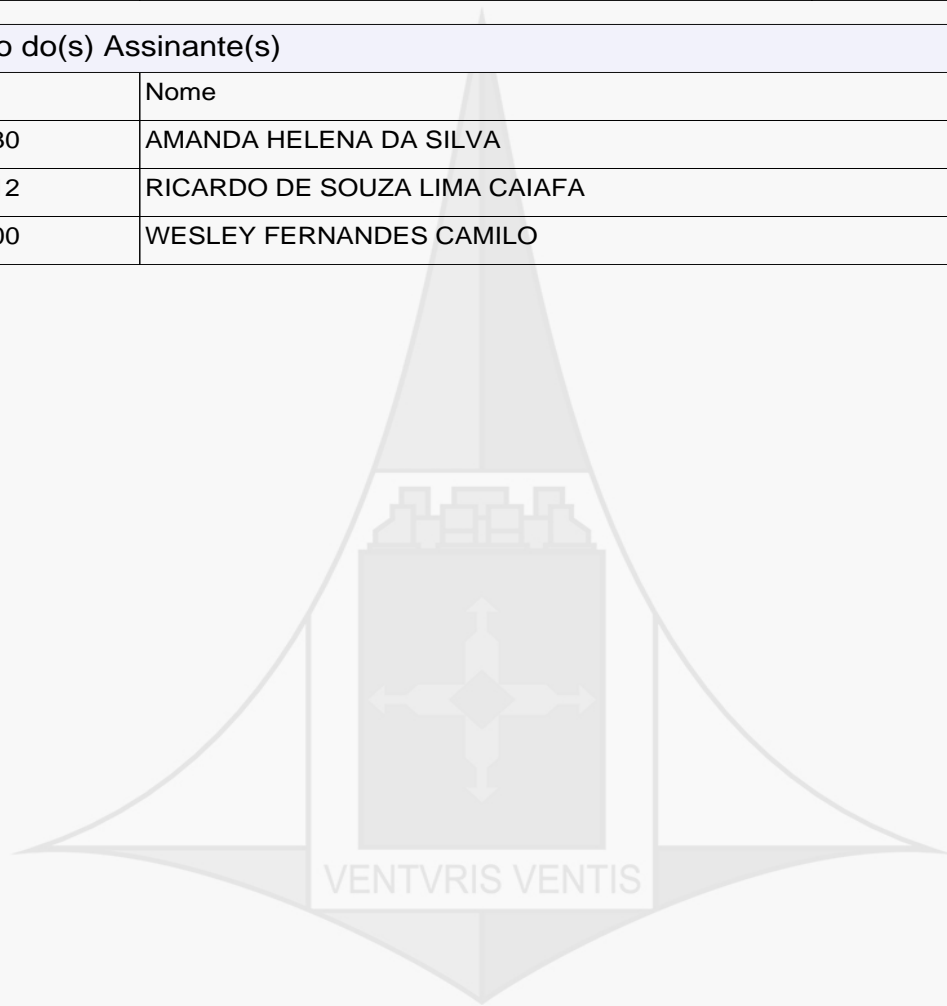 o do(s) Assinante(s)
Nome
30 AMANDA HELENA DA SILVA
2 RICARDO DE SOUZA LIMA CAIAFA
00 WESLEY FERNANDES CAMILO
VENTVRIS VENTIS